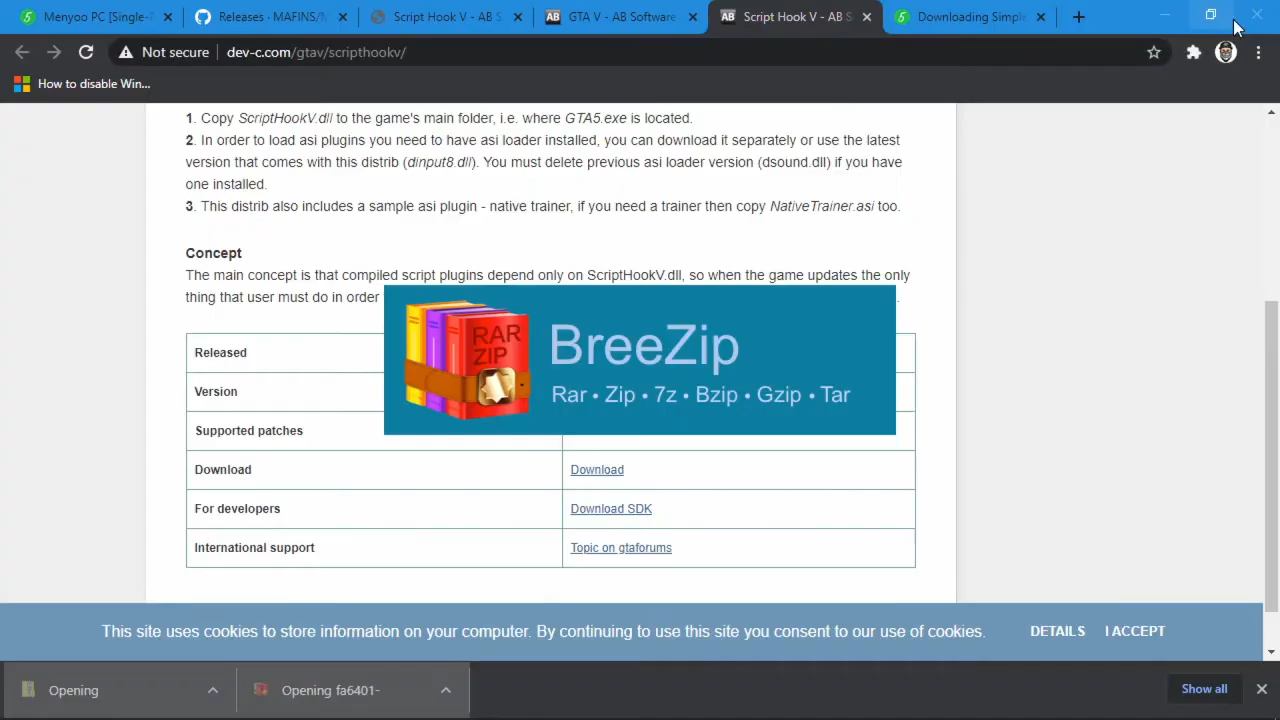 Menyoo PC [Single-
Releases · MAFINS/
Script Hook V - AB S
GTA V - AB Software
Script Hook V - AB S
Downloading Simple
Not secure
dev-c.com/gtav/scripthookv/
How to disable Win...
1. Copy ScriptHookV.dll to the game's main folder, i.e. where GTA5.exe is located.
2. In order to load asi plugins you need to have asi loader installed, you can download it separately or use the latest
version that comes with this distrib (dinput8.dll). You must delete previous asi loader version (dsound.dll) if you have
one installed.
3. This distrib also includes a sample asi plugin - native trainer, if you need a trainer then copy NativeTrainer.asi too.
Concept
The main concept is that compiled script plugins depend only on ScriptHookV.dll, so when the game updates the only
thing that user must do in order
RAR
ZIP
BreeZip
Rar • Zip • 7z • Bzip • Gzip • Tar
Released
Version
Supported patches
Download
Download
For developers
Download SDK
International support
Topic on gtaforums
This site uses cookies to store information on your computer. By continuing to use this site you consent to our use of cookies.
DETAILS
I ACCEPT
Opening
Opening fa6401-
Show all